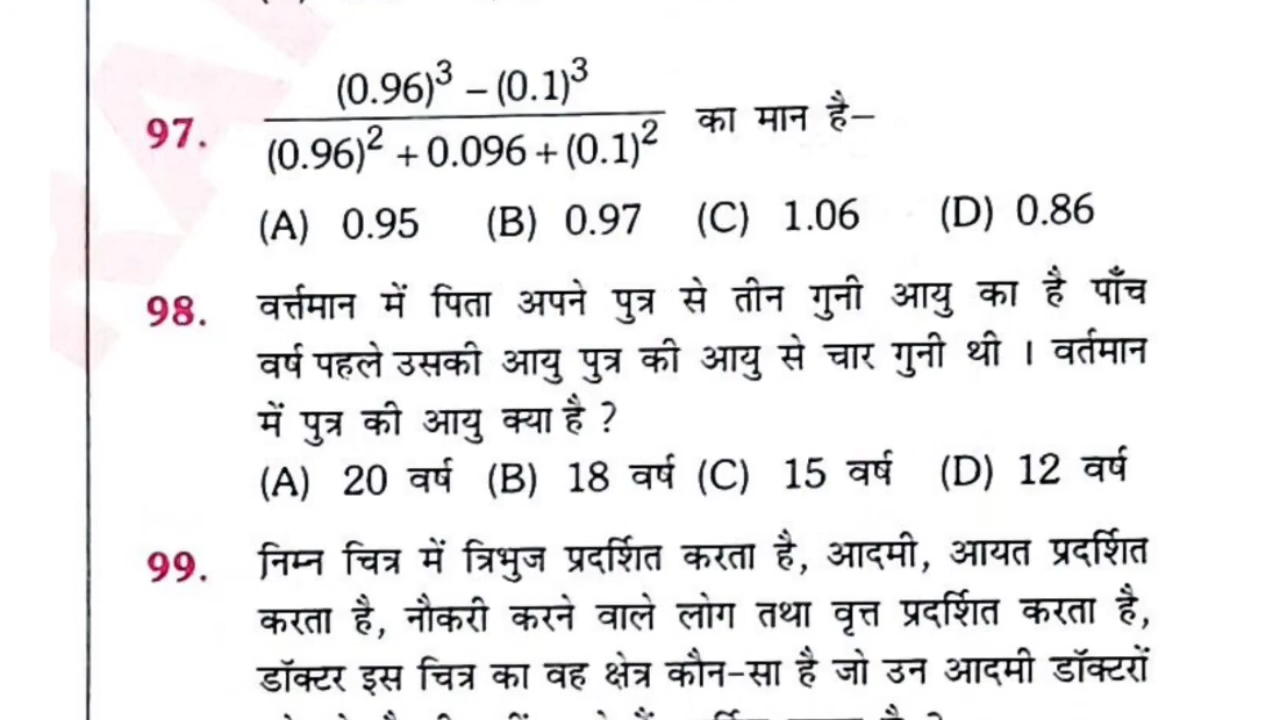 97. (0.96)³ – (0.1)³ / (0.96)² + 0.096 + (0.1)² का मान है–
(A) 0.95 (B) 0.97 (C) 1.06 (D) 0.86
98. वर्त्तमान में पिता अपने पुत्र से तीन गुनी आयु का है पाँच
वर्ष पहले उसकी आयु पुत्र की आयु से चार गुनी थी । वर्तमान
में पुत्र की आयु क्या है ?
(A) 20 वर्ष (B) 18 वर्ष (C) 15 वर्ष (D) 12 वर्ष
99. निम्न चित्र में त्रिभुज प्रदर्शित करता है, आदमी, आयत प्रदर्शित
करता है, नौकरी करने वाले लोग तथा वृत्त प्रदर्शित करता है,
डॉक्टर इस चित्र का वह क्षेत्र कौन-सा है जो उन आदमी डॉक्टरों